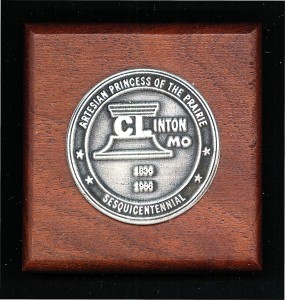 ARTESIAN PRINCESS OF THE PRAIRIE
CLINTON
MO
1836
1986
SESQUICENTENNIAL